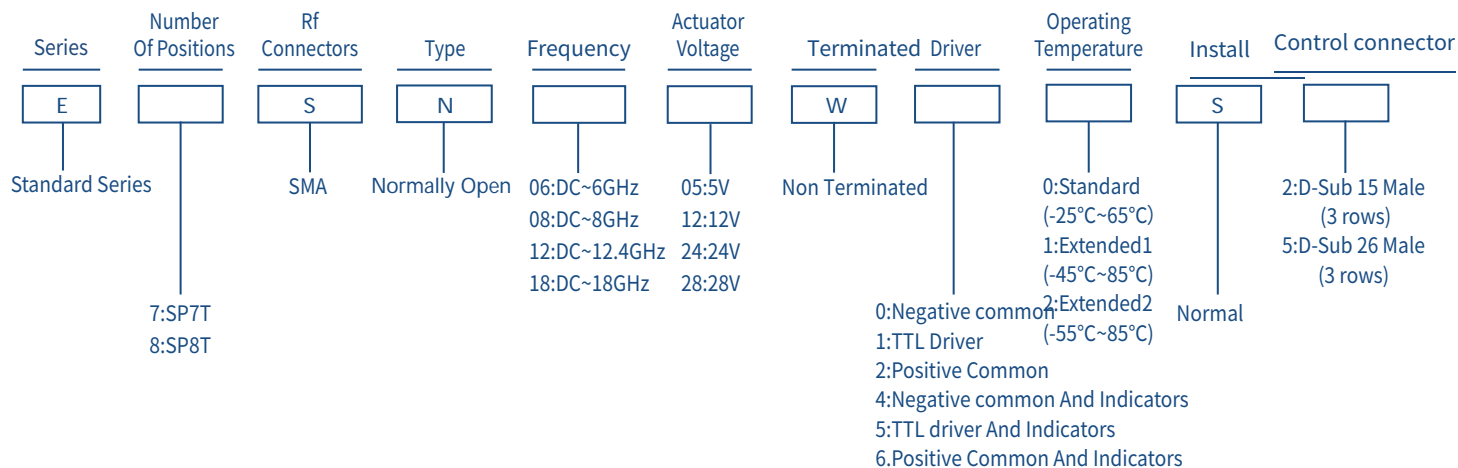 Series
Number
Of Positions
Rf
Connectors
Type
Frequency
Actuator
Voltage
Terminated
Driver
Operating
Temperature
Install
Control connector
E
S
N
W
S
Standard Series
7:SP7T
8:SP8T
SMA
Normally Open
06:DC~6GHz
08:DC~8GHz
12:DC~12.4GHz
18:DC~18GHz
05:5V
12:12V
24:24V
28:28V
Non Terminated
0:Negative common
1:TTL Driver
2:Positive Common
4:Negative common And Indicators
5:TTL driver And Indicators
6.Positive Common And Indicators
0:Standard
(-25°C~65°C)
1:Extended1
(-45°C~85°C)
2:Extended2
(-55°C~85°C)
Normal
2:D-Sub 15 Male
(3 rows)
5:D-Sub 26 Male
(3 rows)